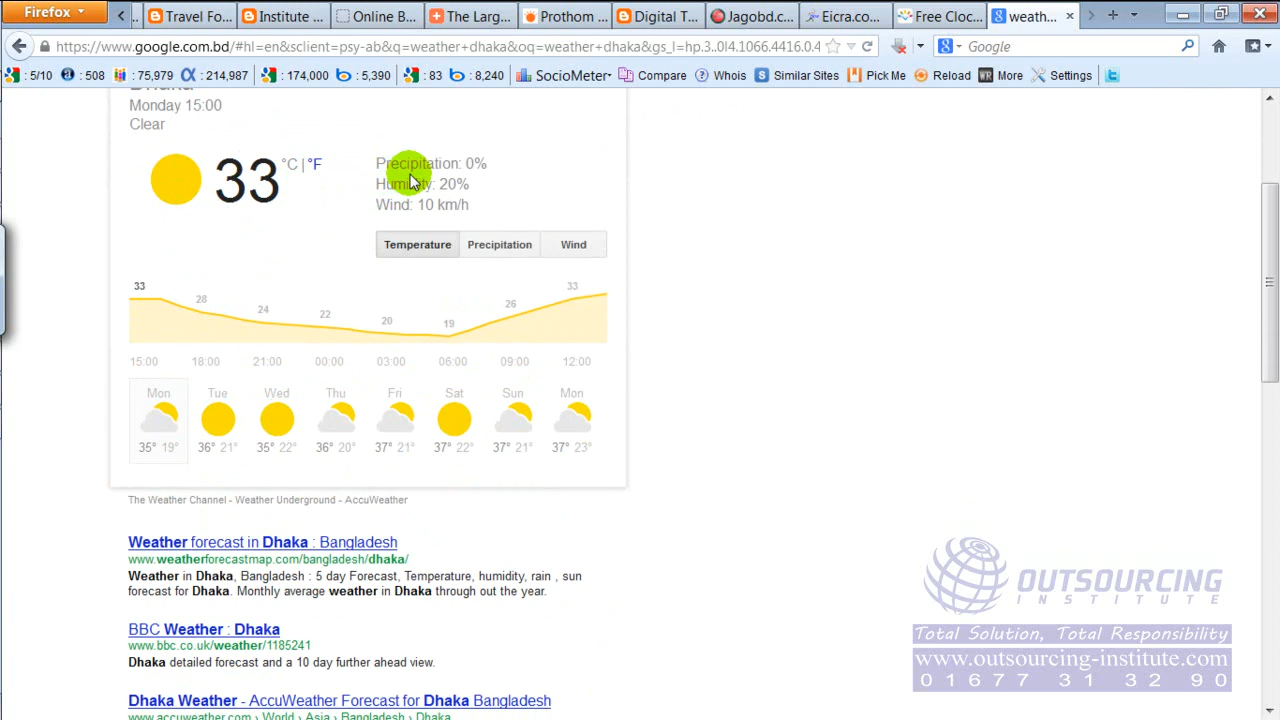 Firefox
Travel Fo...
Institute ...
Online B...
The Larg...
Prothom ...
Digital T...
Jagobd.c...
Eicra.co...
Free Cloc...
weath...
https://www.google.com.bd/#hl=en&sclient=psy-ab&q=weather+dhaka&oq=weather+dhaka&gs_l=hp.3..0l4.1066.4416.0.4
Google
5/10 : 508 : 75,979 : 214,987 : 174,000 : 5,390 : 83 : 8,240 SocioMeter Compare Whois Similar Sites Pick Me Reload WR More Settings
Dhaka
Monday 15:00
Clear
33 °C | °F
Precipitation: 0%
Humidity: 20%
Wind: 10 km/h
Temperature Precipitation Wind
33 28 24 22 20 19 26 33
15:00 18:00 21:00 00:00 03:00 06:00 09:00 12:00
Mon Tue Wed Thu Fri Sat Sun Mon
35° 19° 36° 21° 35° 22° 36° 20° 37° 21° 37° 22° 37° 21° 37° 23°
The Weather Channel - Weather Underground - AccuWeather
Weather forecast in Dhaka : Bangladesh
www.weatherforecastmap.com/bangladesh/dhaka/
Weather in Dhaka, Bangladesh : 5 day Forecast, Temperature, humidity, rain , sun
forecast for Dhaka. Monthly average weather in Dhaka through out the year.
BBC Weather : Dhaka
www.bbc.co.uk/weather/1185241
Dhaka detailed forecast and a 10 day further ahead view.
Dhaka Weather - AccuWeather Forecast for Dhaka Bangladesh
www.accuweather.com › World › Asia › Bangladesh › Dhaka
OUTSOURCING
INSTITUTE
Total Solution, Total Responsibility
www.outsourcing-institute.com
01677 31 32 90